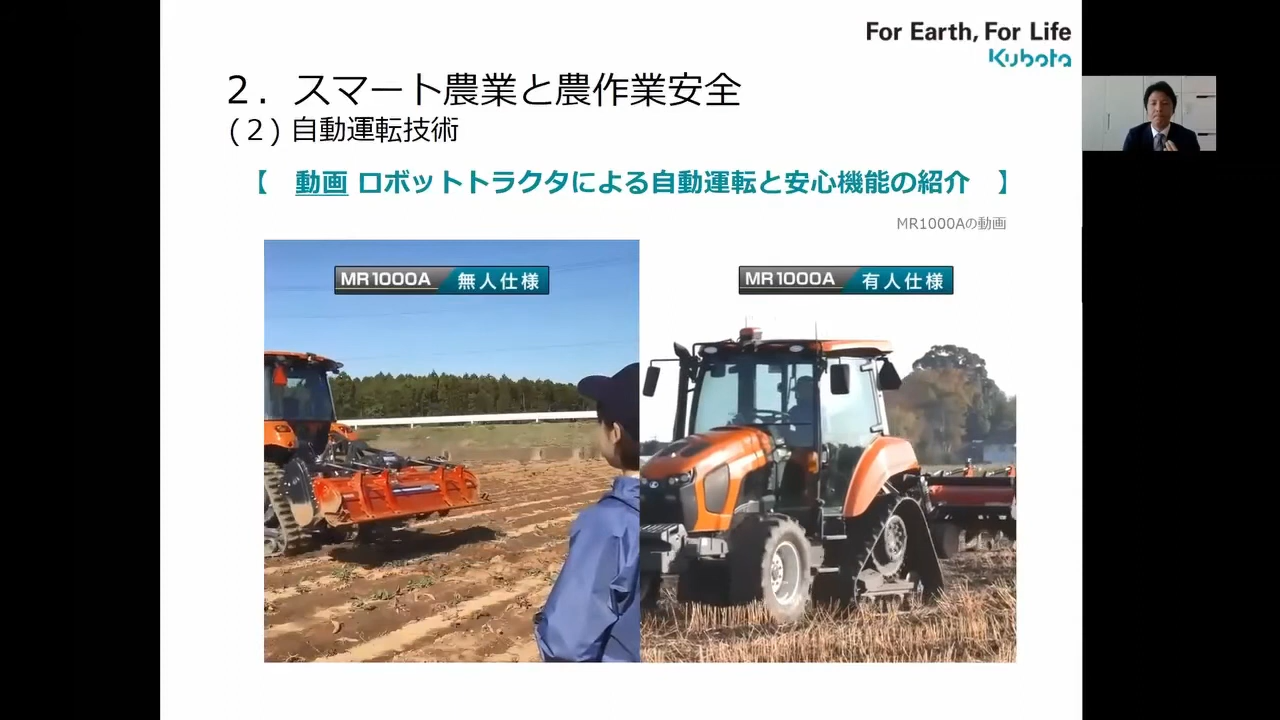 For Earth, For Life
Kubota
2．スマート農業と農作業安全
(２) 自動運転技術
【　動画 ロボットトラクタによる自動運転と安心機能の紹介　】
MR1000Aの動画
MR1000A 無人仕様
MR1000A 有人仕様